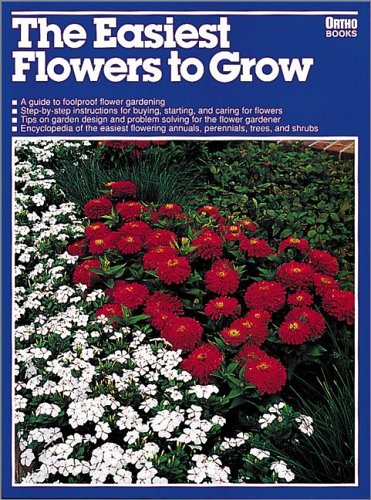 The Easiest
Flowers to Grow
ORTHO
BOOKS
■ A guide to foolproof flower gardening
■ Step-by-step instructions for buying, starting, and caring for flowers
■ Tips on garden design and problem solving for the flower gardener
■ Encyclopedia of the easiest flowering annuals, perennials, trees, and shrubs